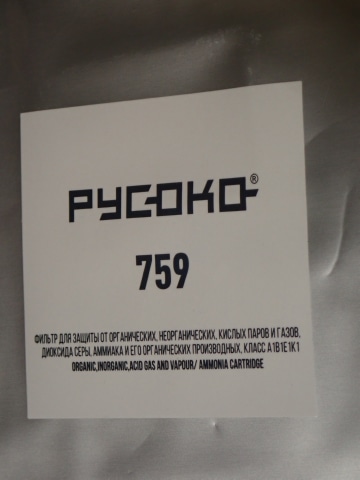 РУСОКО®
759
ФИЛЬТР ДЛЯ ЗАЩИТЫ ОТ ОРГАНИЧЕСКИХ, НЕОРГАНИЧЕСКИХ, КИСЛЫХ ПАРОВ И ГАЗОВ,
ДИОКСИДА СЕРЫ, АММИАКА И ЕГО ОРГАНИЧЕСКИХ ПРОИЗВОДНЫХ, КЛАСС A1B1E1K1
ORGANIC,INORGANIC,ACID GAS AND VAPOUR/ AMMONIA CARTRIDGE